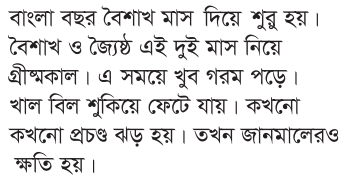 বাংলা বছর বৈশাখ মাস দিয়ে শুরু হয়।
বৈশাখ ও জ্যৈষ্ঠ এই দুই মাস নিয়ে
গ্রীষ্মকাল। এ সময়ে খুব গরম পড়ে।
খাল বিল শুকিয়ে ফেটে যায়। কখনো
কখনো প্রচণ্ড ঝড় হয়। তখন জানমালেরও
ক্ষতি হয়।